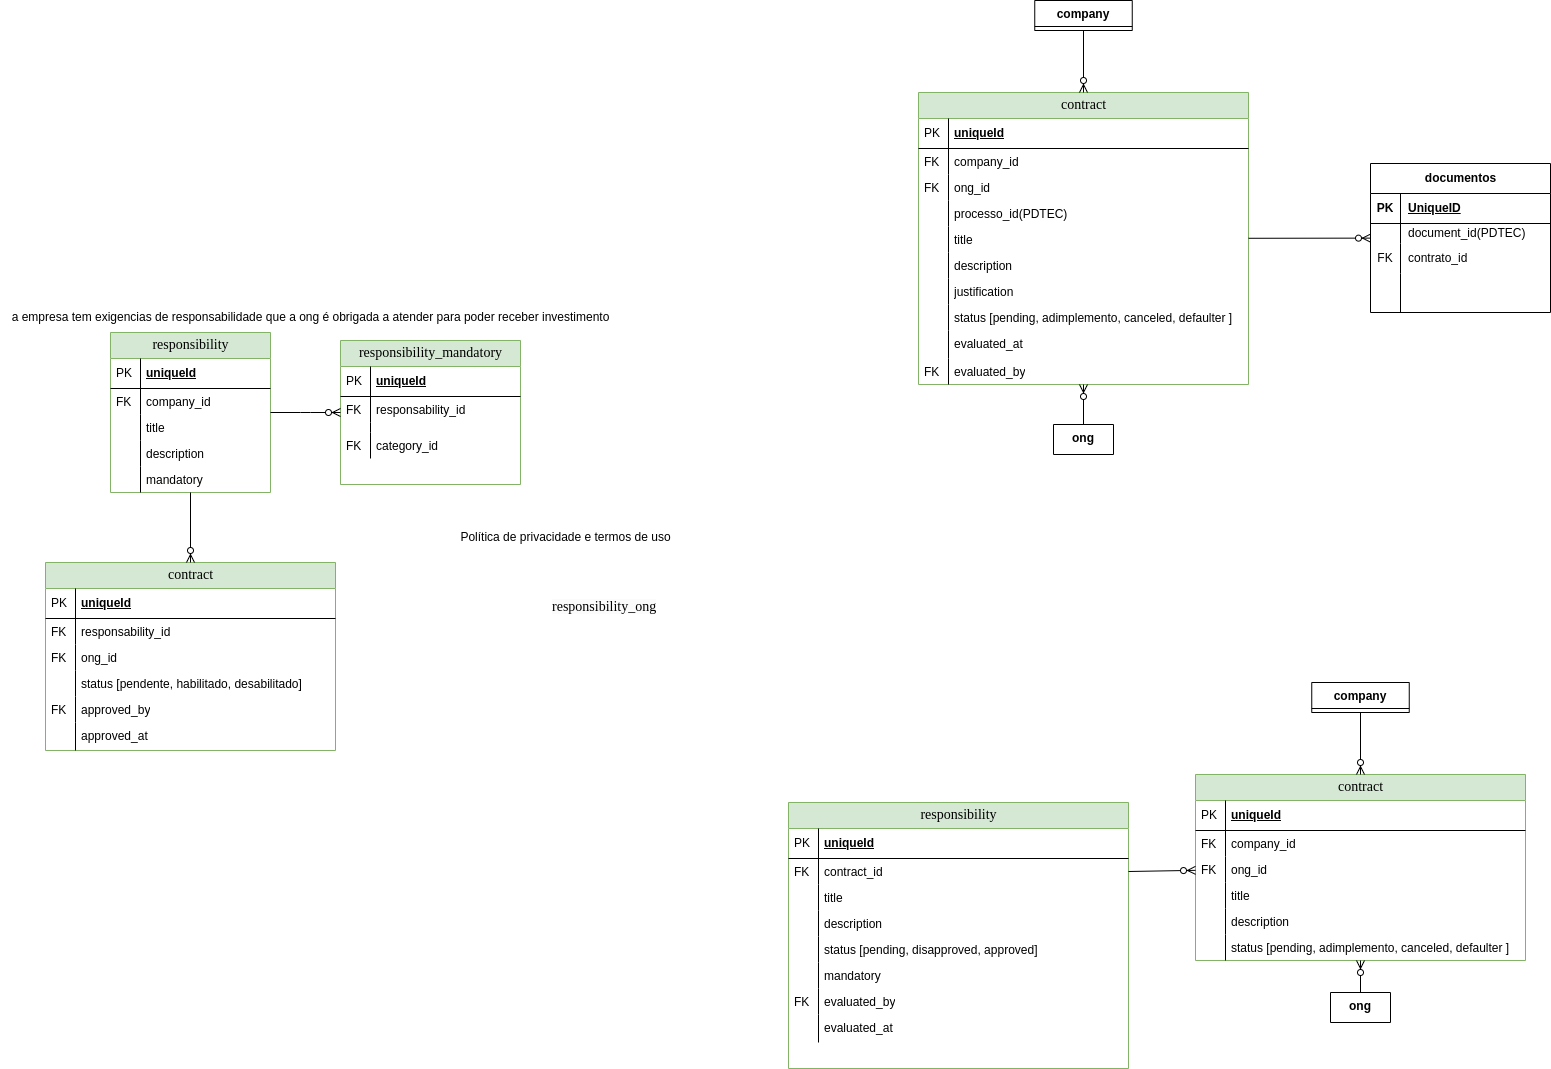 company
contract
PK uniqueId
FK company_id
FK ong_id
processo_id(PDTEC)
title
description
justification
status [pending, adimplemento, canceled, defaulter ]
evaluated_at
FK evaluated_by
ong
documentos
PK UniqueID
document_id(PDTEC)
FK contrato_id
a empresa tem exigencias de responsabilidade que a ong é obrigada a atender para poder receber investimento
responsibility
PK uniqueId
FK company_id
title
description
mandatory
responsibility_mandatory
PK uniqueId
FK responsability_id
FK category_id
contract
PK uniqueId
FK responsability_id
FK ong_id
status [pendente, habilitado, desabilitado]
FK approved_by
approved_at
Política de privacidade e termos de uso
responsibility_ong
company
contract
PK uniqueId
FK company_id
FK ong_id
title
description
status [pending, adimplemento, canceled, defaulter ]
ong
responsibility
PK uniqueId
FK contract_id
title
description
status [pending, disapproved, approved]
mandatory
FK evaluated_by
evaluated_at